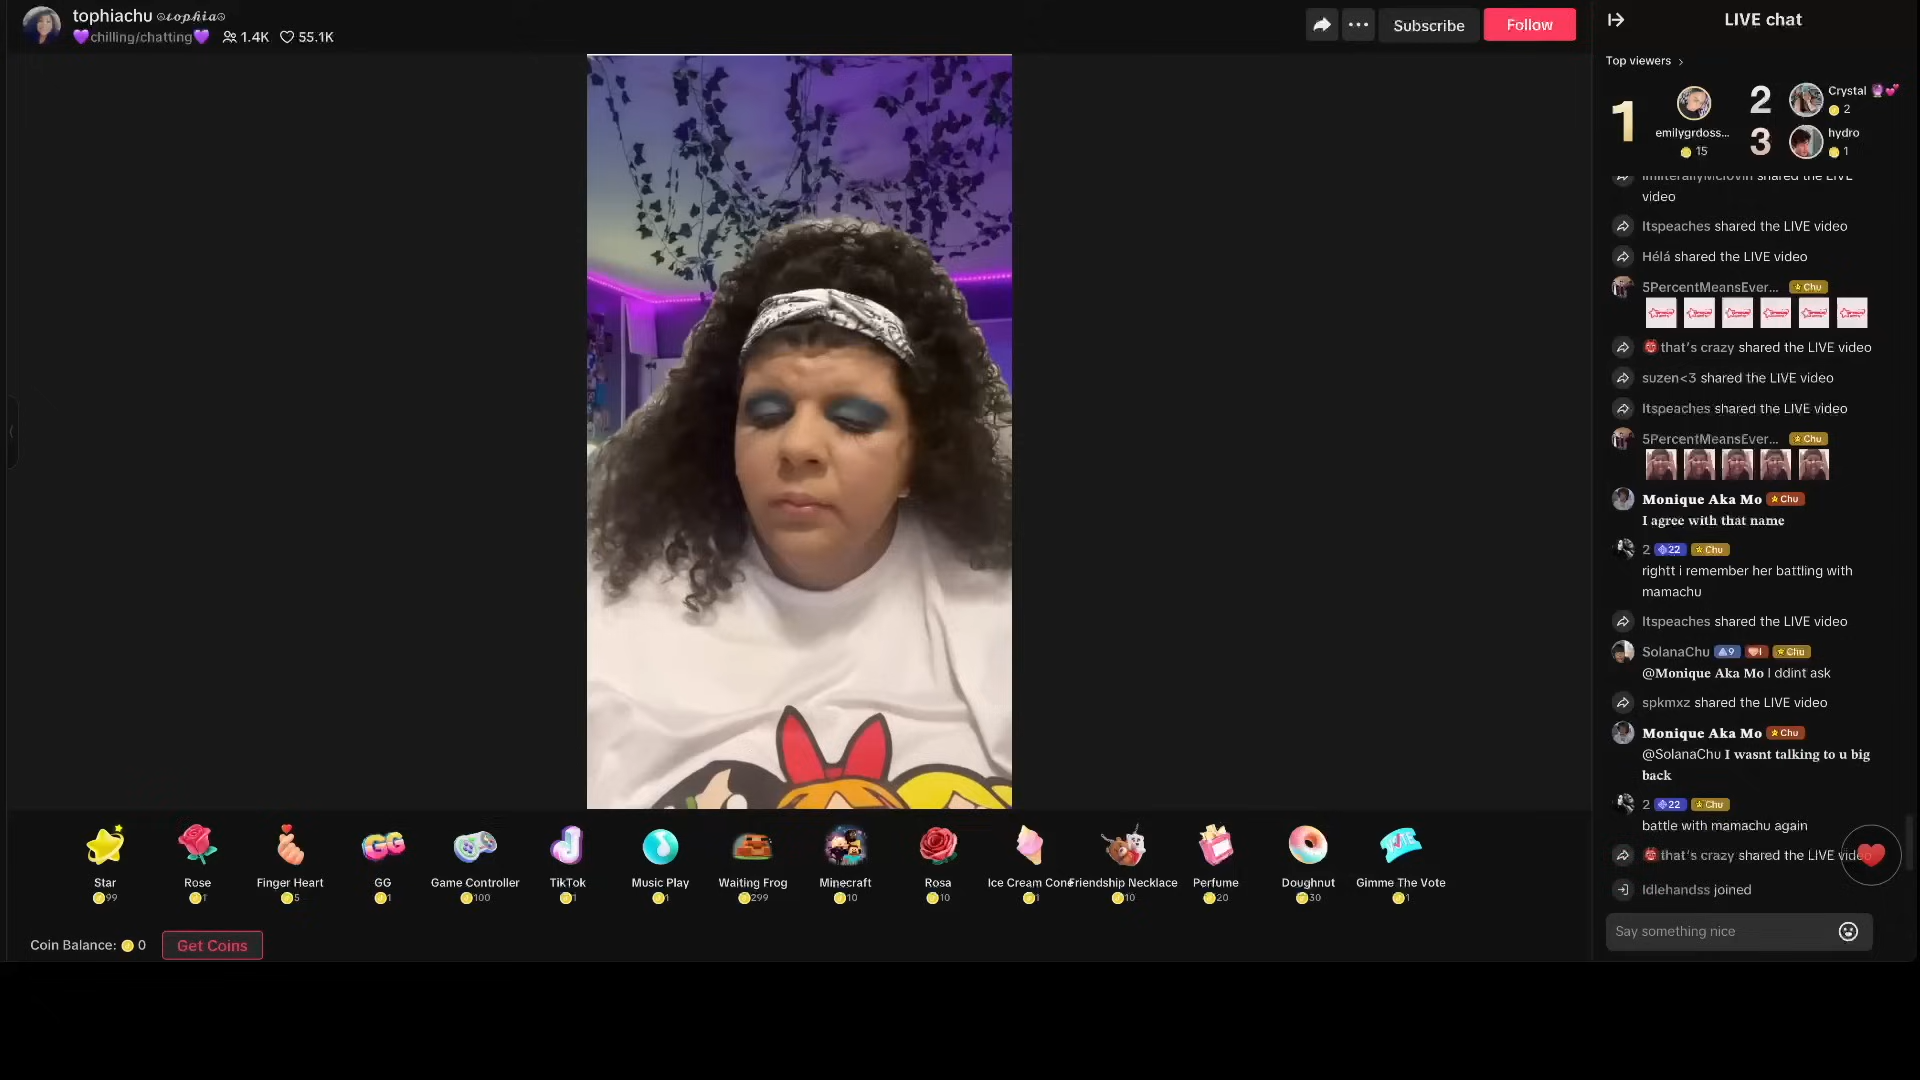 tophiachu ☮𝓽𝓸𝓹𝓱𝓲𝓪☮
💜chilling/chatting💜 1.4K 55.1K
Subscribe
Follow
LIVE chat
Top viewers
1
emilygrdoss...
15
2
Crystal 🔮💕
2
3
hydro
1
shared the LIVE
video
Itspeaches shared the LIVE video
Hélá shared the LIVE video
5PercentMeansEver... Chu
👹that's crazy shared the LIVE video
suzen<3 shared the LIVE video
Itspeaches shared the LIVE video
5PercentMeansEver... Chu
Monique Aka Mo Chu
I agree with that name
2 22 Chu
rightt i remember her battling with
mamachu
Itspeaches shared the LIVE video
SolanaChu 9 I Chu
@Monique Aka Mo I ddint ask
spkmxz shared the LIVE video
Monique Aka Mo Chu
@SolanaChu I wasnt talking to u big
back
2 22 Chu
battle with mamachu again
👹that's crazy shared the LIVE video
Idlehandss joined
Say something nice
GG
Star
99
Rose
1
Finger Heart
5
GG
1
Game Controller
100
TikTok
1
Music Play
1
Waiting Frog
299
Minecraft
10
Rosa
10
Ice Cream Cone
1
Friendship Necklace
10
Perfume
20
Doughnut
30
Gimme The Vote
1
Coin Balance: 0
Get Coins